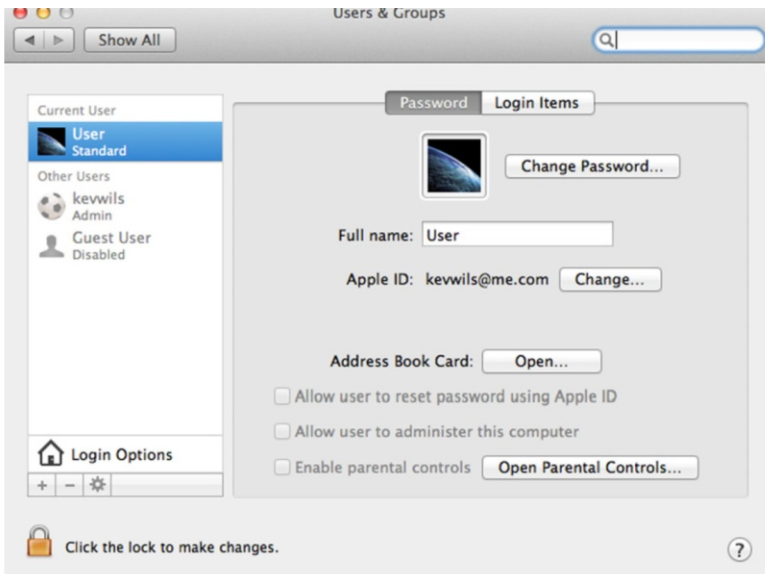 Users & Groups
Show All
Current User
User
Standard
Other Users
kevwils
Admin
Guest User
Disabled
Login Options
Password Login Items
Change Password...
Full name: User
Apple ID: kevwils@me.com Change...
Address Book Card: Open...
Allow user to reset password using Apple ID
Allow user to administer this computer
Enable parental controls Open Parental Controls...
Click the lock to make changes.
?